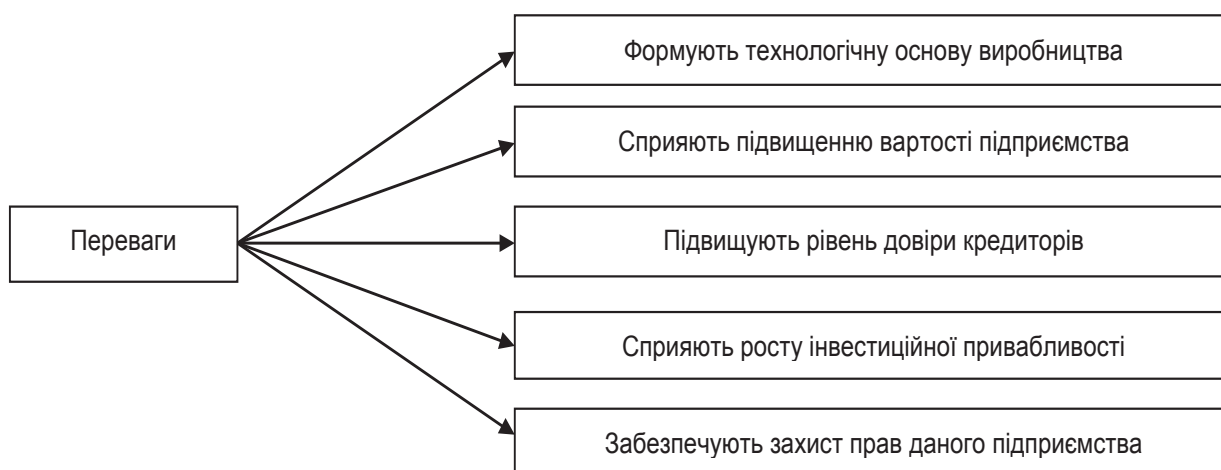 Формують технологічну основу виробництва
Сприяють підвищенню вартості підприємства
Переваги
Підвищують рівень довіри кредиторів
Сприяють росту інвестиційної привабливості
Забезпечують захист прав даного підприємства